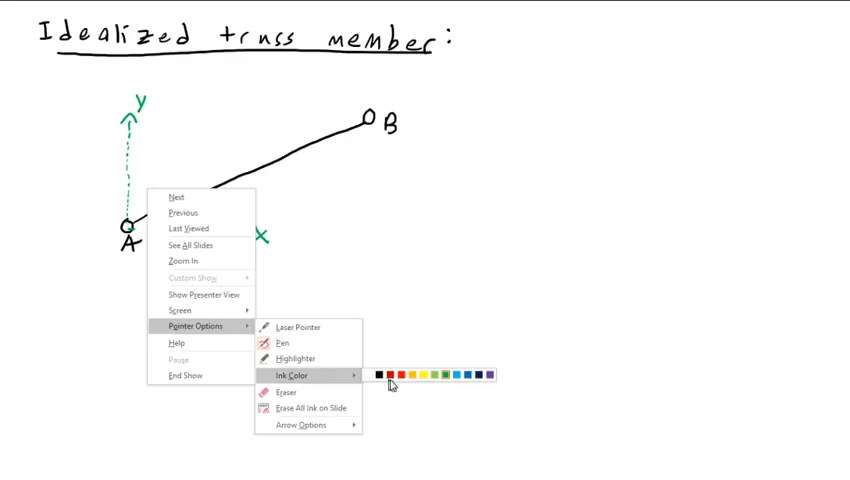 Idealized truss member:
y
B
A
x
Next
Previous
Last Viewed
See All Slides
Zoom In
Custom Show
Show Presenter View
Screen
Pointer Options
Help
Pause
End Show
Laser Pointer
Pen
Highlighter
Ink Color
Eraser
Erase All Ink on Slide
Arrow Options